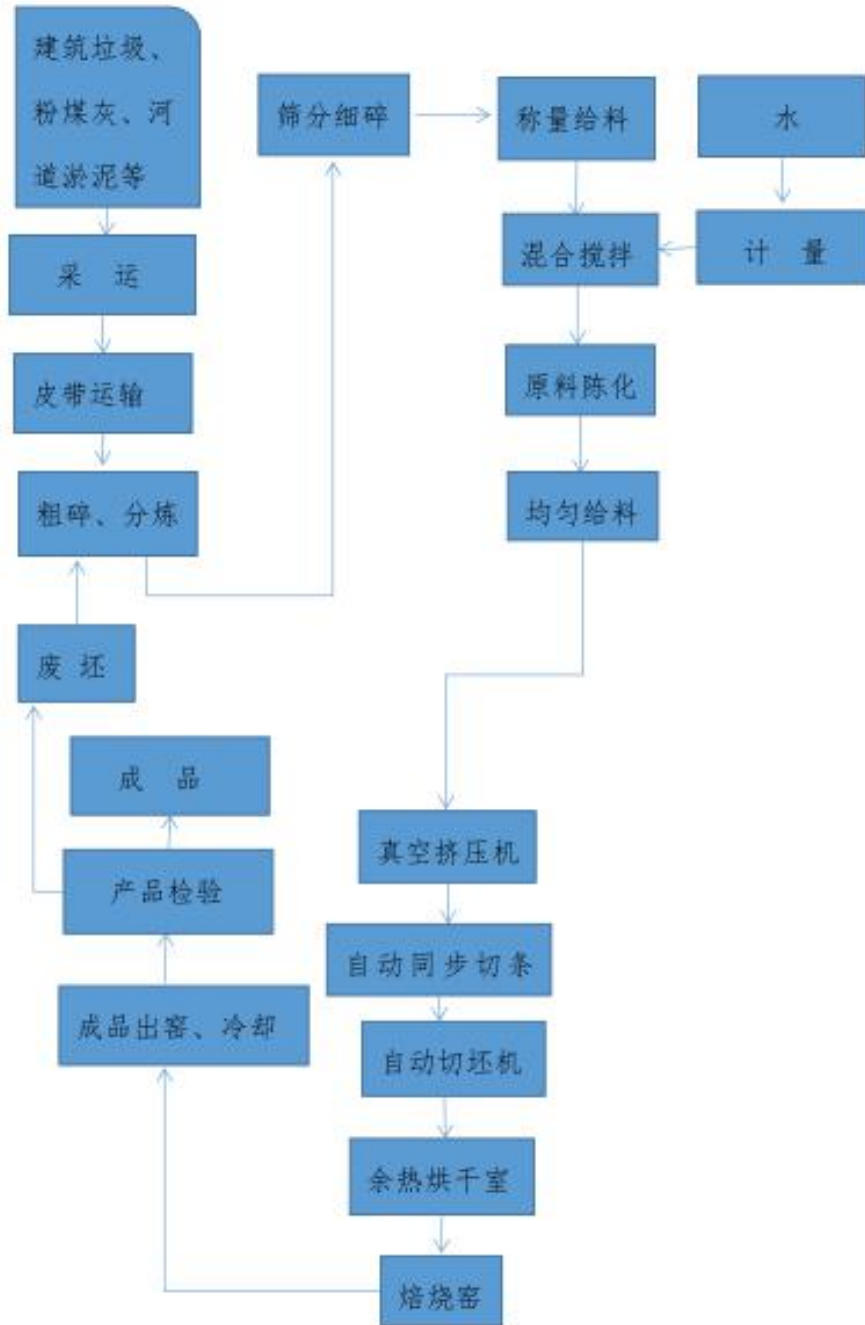 建筑垃圾、
粉煤灰、河
道淤泥等
采 运
皮带运输
粗碎、分炼
废 坯
筛分细碎
称量给料
水
计 量
混合搅拌
原料陈化
均匀给料
真空挤压机
自动同步切条
自动切坯机
余热烘干室
焙烧窑
成品出窑、冷却
产品检验
成 品